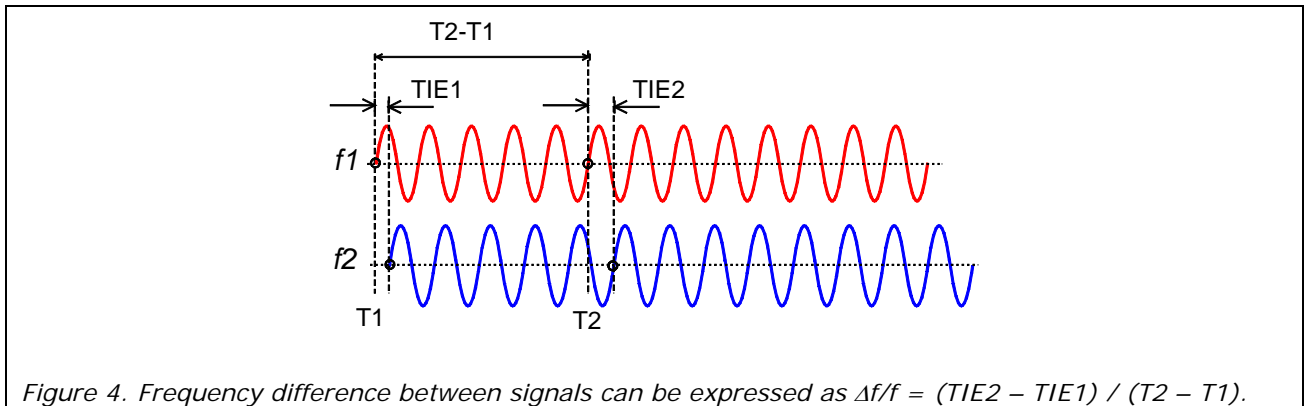 T2-T1
TIE1
TIE2
f1
f2
T1
T2
Figure 4. Frequency difference between signals can be expressed as Δf/f = (TIE2 – TIE1) / (T2 – T1).